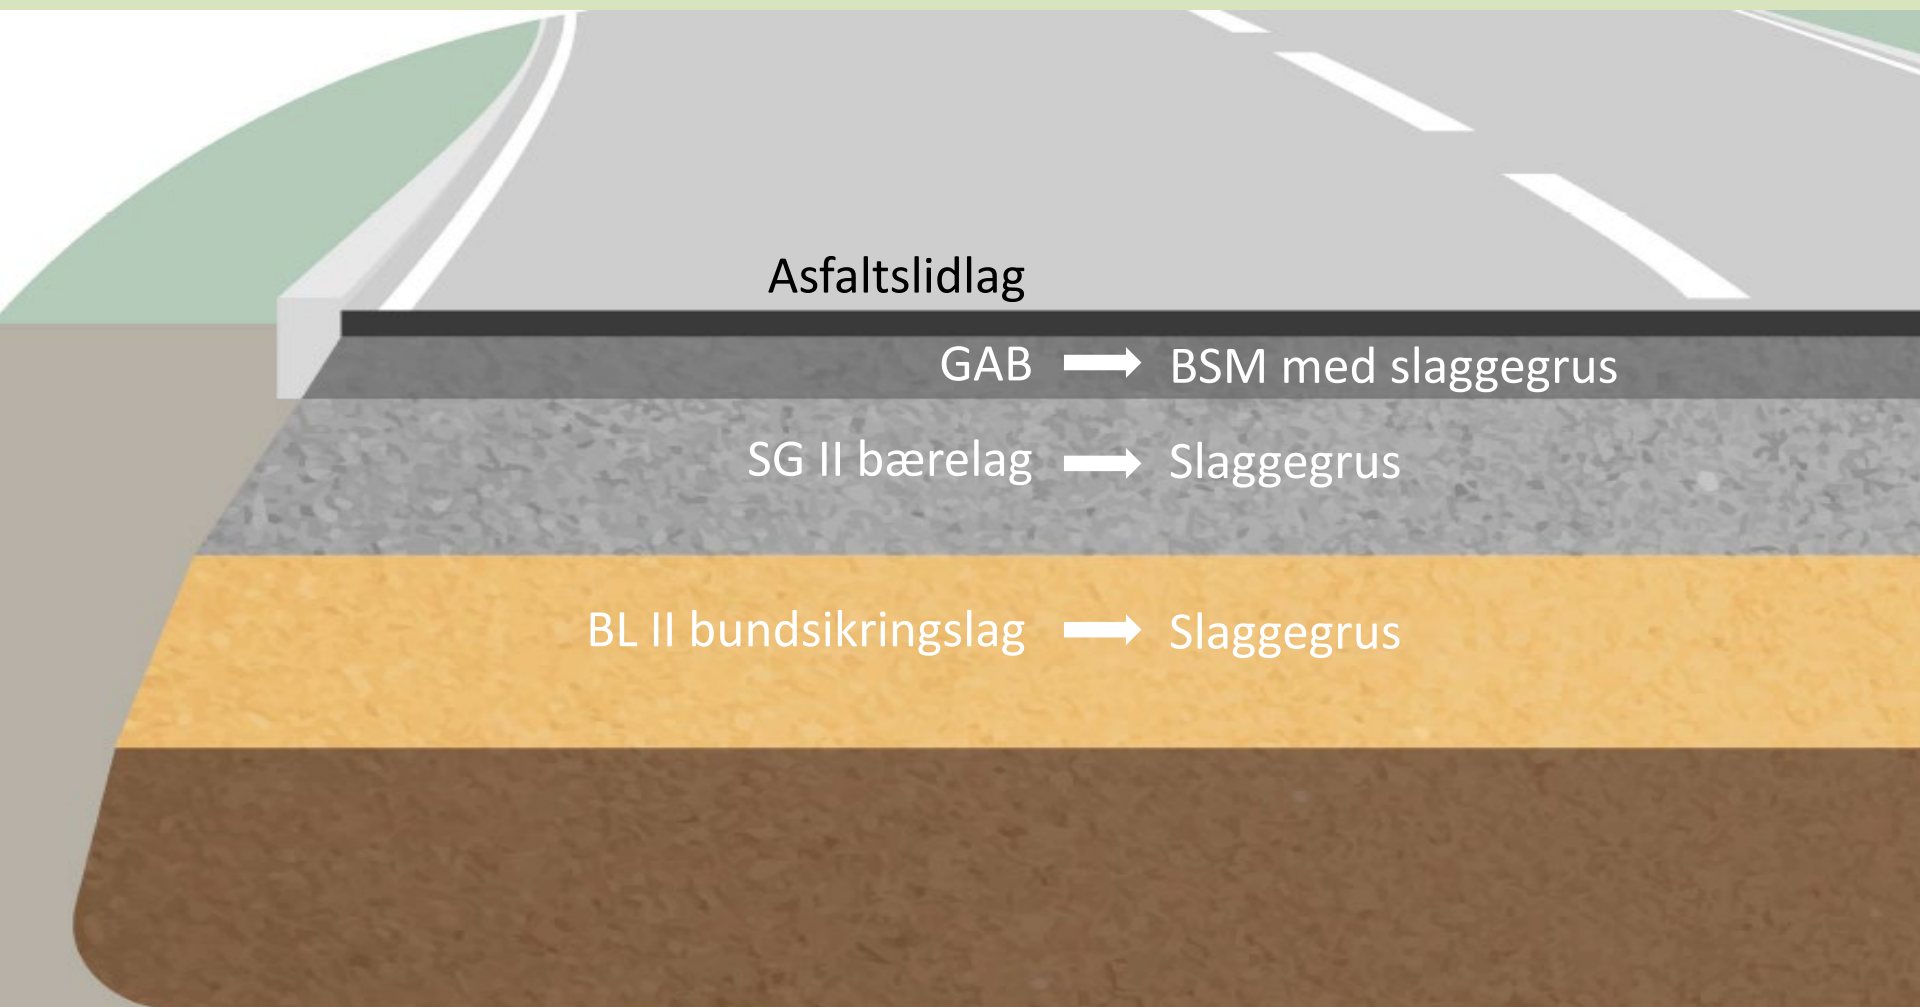 Asfaltslidlag
GAB BSM med slaggegrus
SG II bærelag Slaggegrus
BL II bundsikringslag Slaggegrus